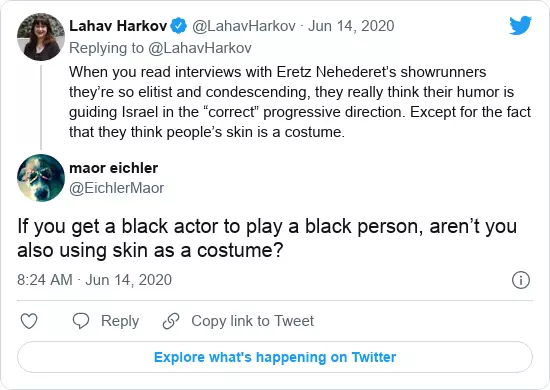 Lahav Harkov @LahavHarkov · Jun 14, 2020
Replying to @LahavHarkov
When you read interviews with Eretz Nehederet’s showrunners
they’re so elitist and condescending, they really think their humor is
guiding Israel in the “correct” progressive direction. Except for the fact
that they think people’s skin is a costume.
maor eichler
@EichlerMaor
If you get a black actor to play a black person, aren’t you
also using skin as a costume?
8:24 AM · Jun 14, 2020
Reply Copy link to Tweet
Explore what's happening on Twitter